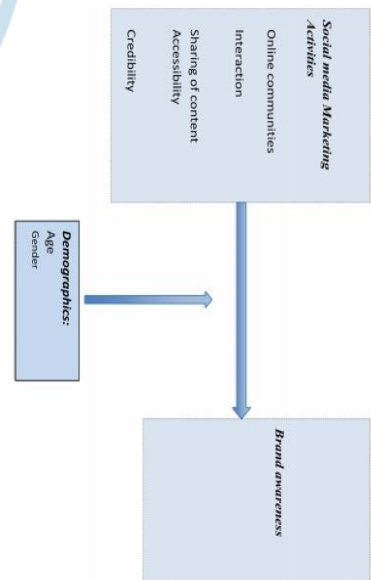 Social media Marketing
Activities
Online communities
Interaction
Sharing of content
Accessibility
Credibility
Demographics:
Age
Gender
Brand awareness